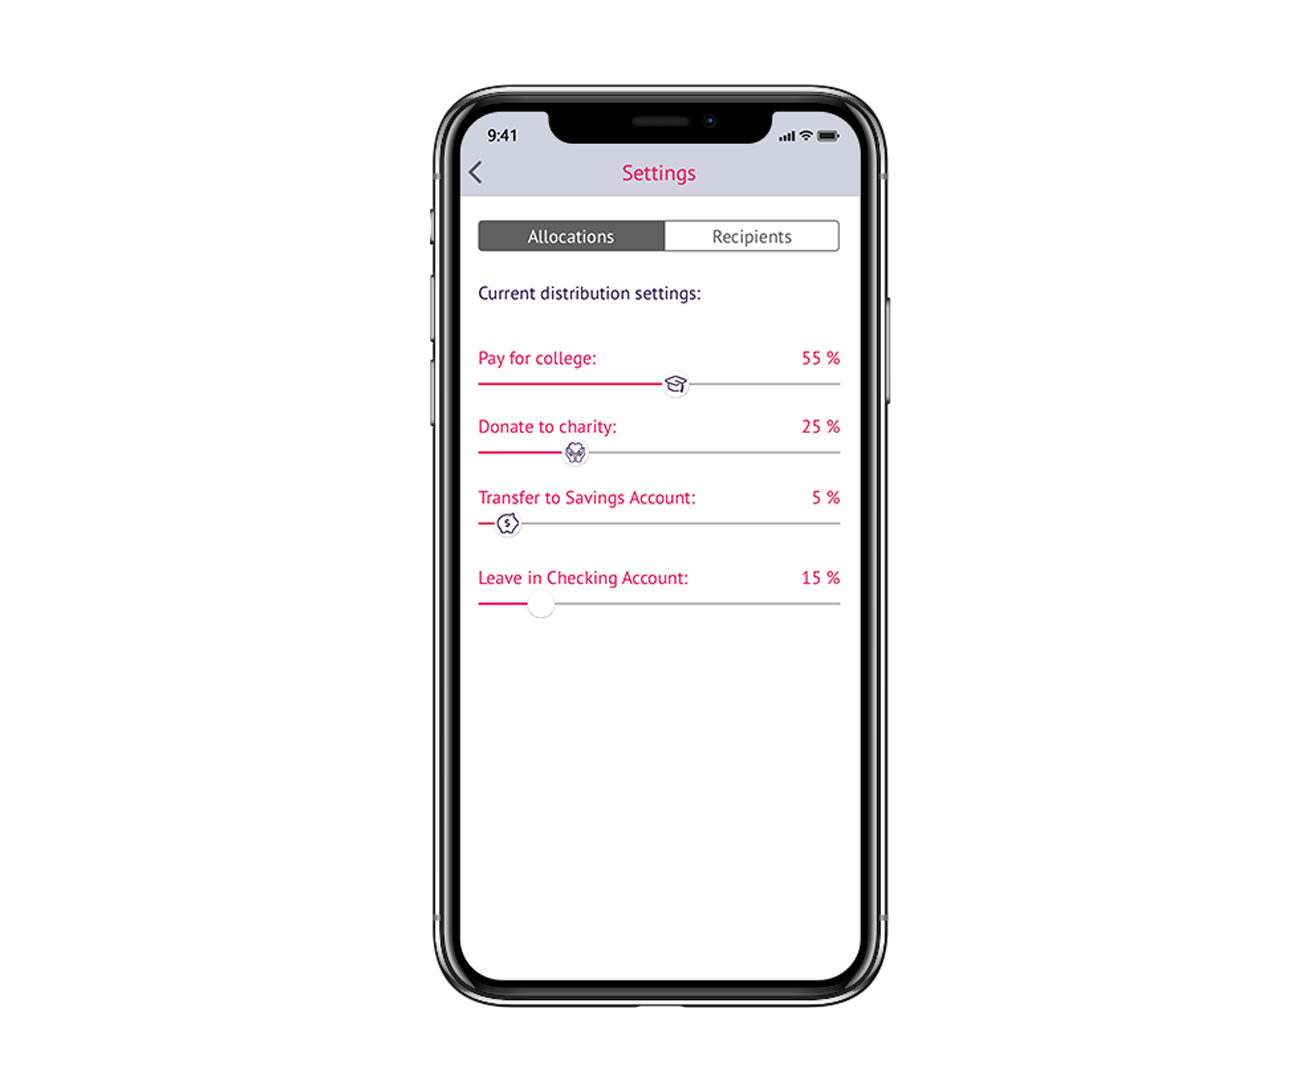 9:41
Settings
Allocations Recipients
Current distribution settings:
Pay for college: 55 %
Donate to charity: 25 %
Transfer to Savings Account: 5 %
$
Leave in Checking Account: 15 %